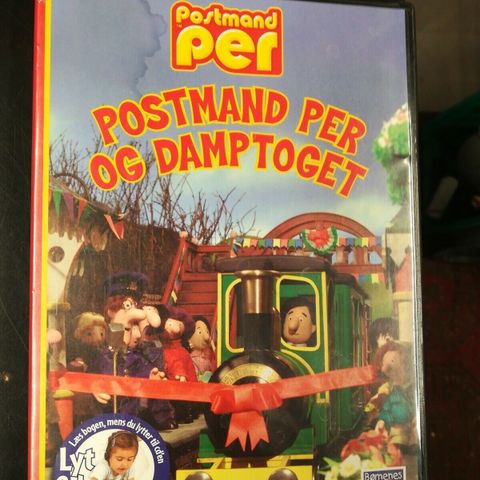 Postmand
per
POSTMAND PER
OG DAMPTOGET
Læs bogen, mens du lytter til cd'en
Lyt
Børnenes